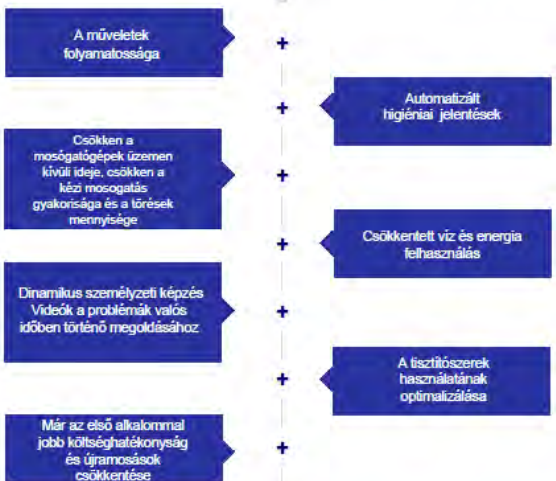 A műveletek
folyamatossága
+
+
Automatizált
higiéniai jelentések
Csökken a
mosógatógépek üzemen
kívüli ideje, csökken a
kézi mosogatás
gyakorisága és a törések
mennyisége
+
+
Csökkentett víz és energia
felhasználás
Dinamikus személyzeti képzés
Videók a problémák valós
időben történő megoldásához
+
+
A tisztítószerek
használatának
optimalizálása
Már az első alkalommal
jobb költséghatékonyság
és újramosások
csökkentése
+